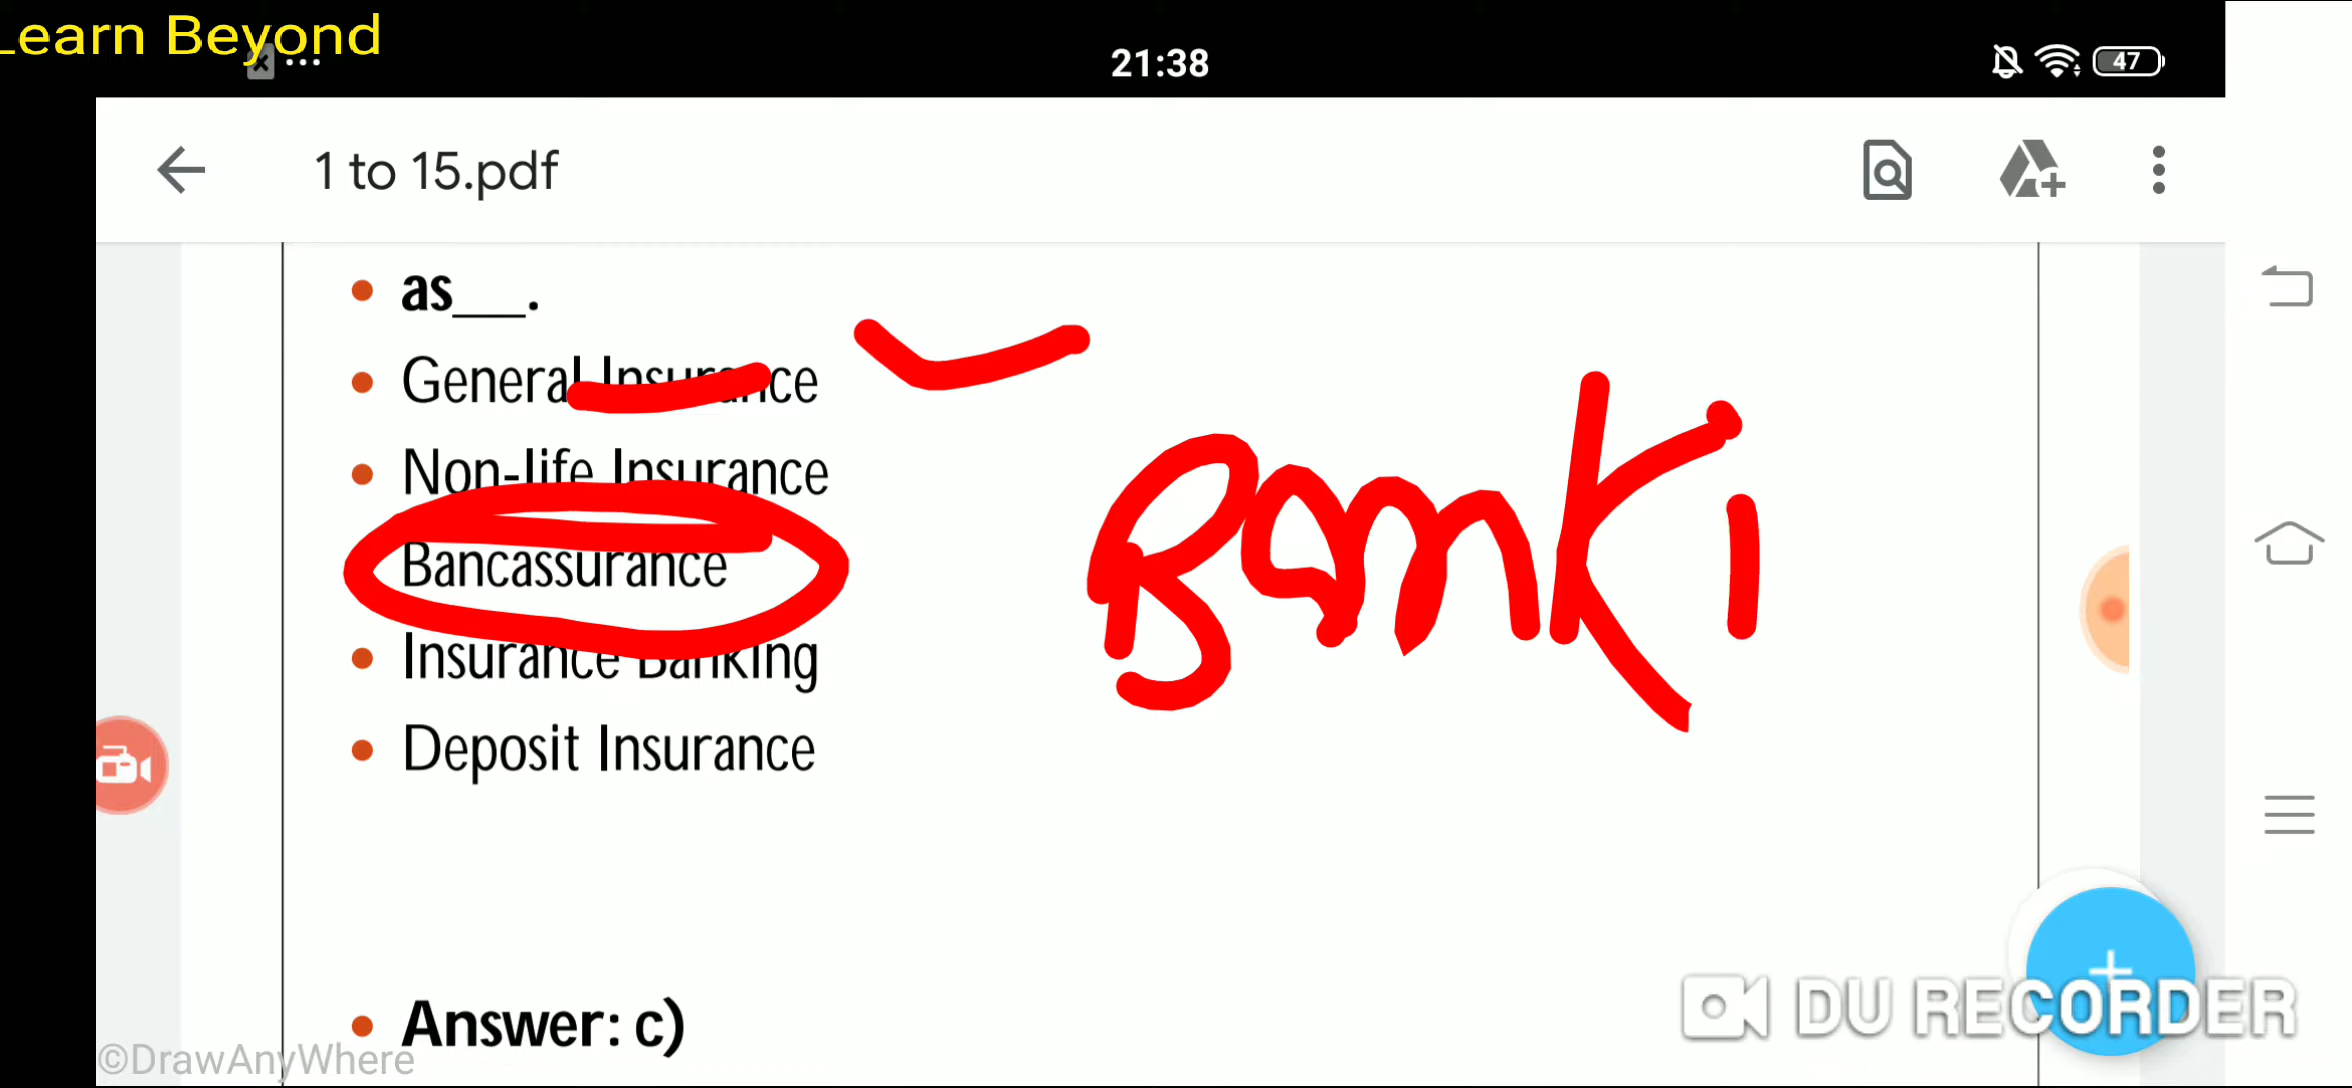 Learn Beyond
21:38
47
1 to 15.pdf
as___.
General Insurance
Non-life Insurance
Bancassurance
Insurance Banking
Deposit Insurance
Banki
Answer: c)
DU RECORDER
©DrawAnyWhere